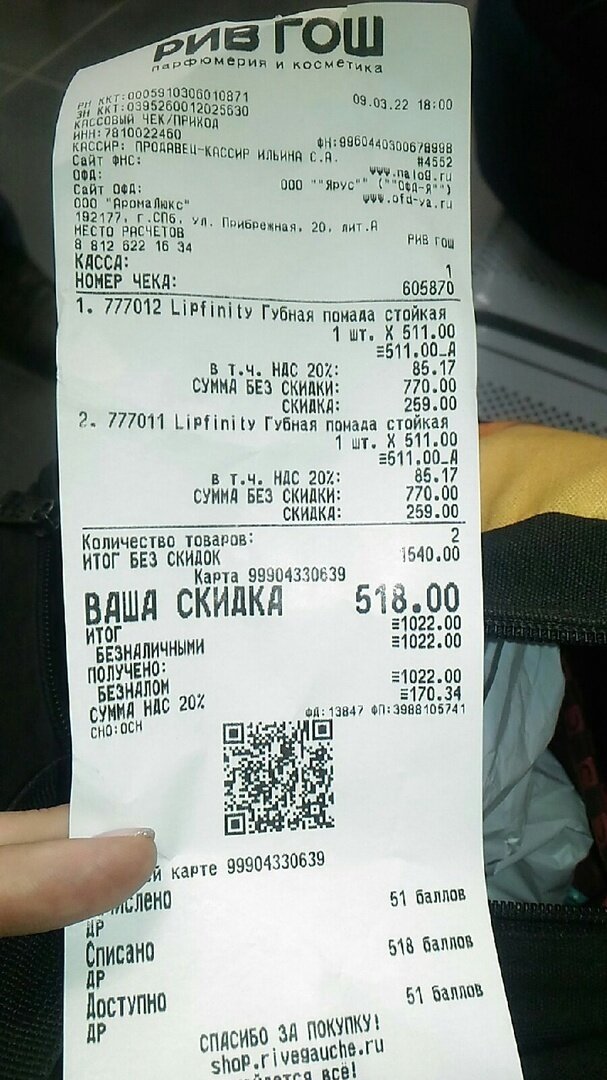 РИВ ГОШ
парфюмерия и косметика
РН ККТ:0005910306010871 09.03.22 18:00
ЗН ККТ:0395260012025630
КАССОВЫЙ ЧЕК/ПРИХОД
ИНН:7810022460 ФН:9960440300678998
КАССИР: ПРОДАВЕЦ-КАССИР ИЛЬИНА С.А. #4552
Сайт ФНС: www.nalog.ru
ОФД: ООО ""Ярус"" (""ОФД-Я"")
Сайт ОФД: www.ofd-ya.ru
ООО "АромаЛюкс"
192177, г.СПб, ул. Прибрежная, 20, лит.А
МЕСТО РАСЧЕТОВ РИВ ГОШ
8 812 622 16 34
КАССА: 1
НОМЕР ЧЕКА: 605870
1. 777012 Lipfinity Губная помада стойкая
1 шт. X 511.00
≡511.00_А
в т.ч. НДС 20%: 85.17
СУММА БЕЗ СКИДКИ: 770.00
СКИДКА: 259.00
2. 777011 Lipfinity Губная помада стойкая
1 шт. X 511.00
≡511.00_А
в т.ч. НДС 20%: 85.17
СУММА БЕЗ СКИДКИ: 770.00
СКИДКА: 259.00
Количество товаров: 2
ИТОГ БЕЗ СКИДОК 1540.00
Карта 99904330639
ВАША СКИДКА 518.00
ИТОГ ≡1022.00
БЕЗНАЛИЧНЫМИ ≡1022.00
ПОЛУЧЕНО:
БЕЗНАЛОМ ≡1022.00
СУММА НДС 20% ≡170.34
СНО:ОСН ФД:13847 ФП:3988105741
карте 99904330639
51 баллов
ДР
Списано 518 баллов
ДР
Доступно 51 баллов
ДР
СПАСИБО ЗА ПОКУПКУ!
shop.rivegauche.ru
всё!